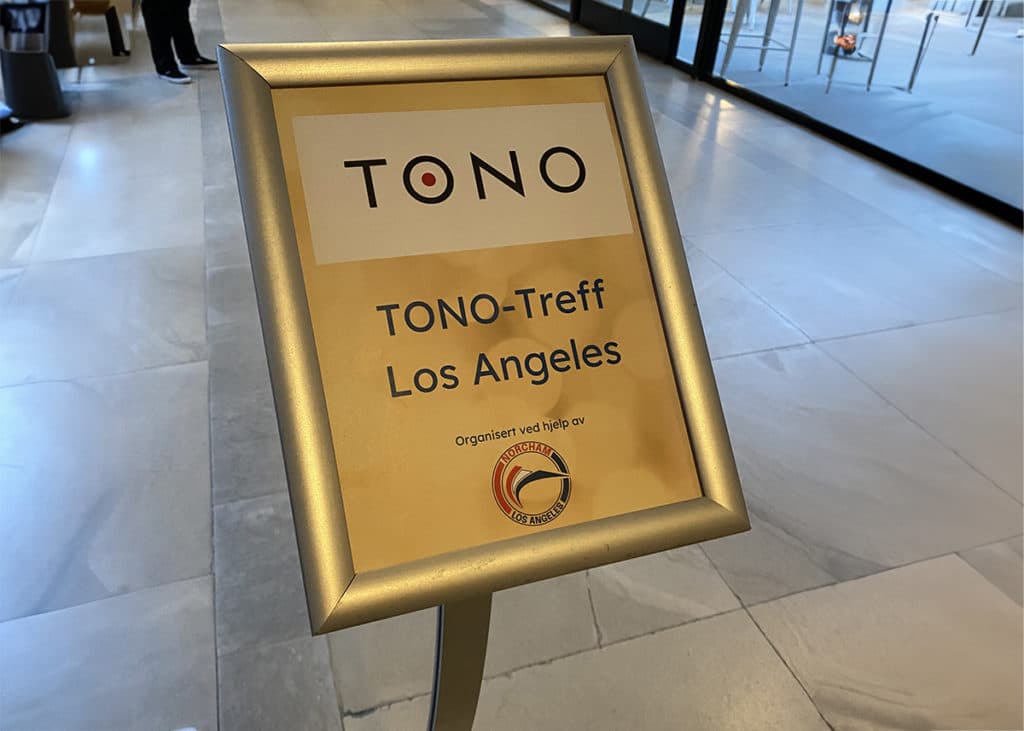 TONO
TONO-Treff
Los Angeles
Organisert ved hjelp av
NORCHAM
LOS ANGELES